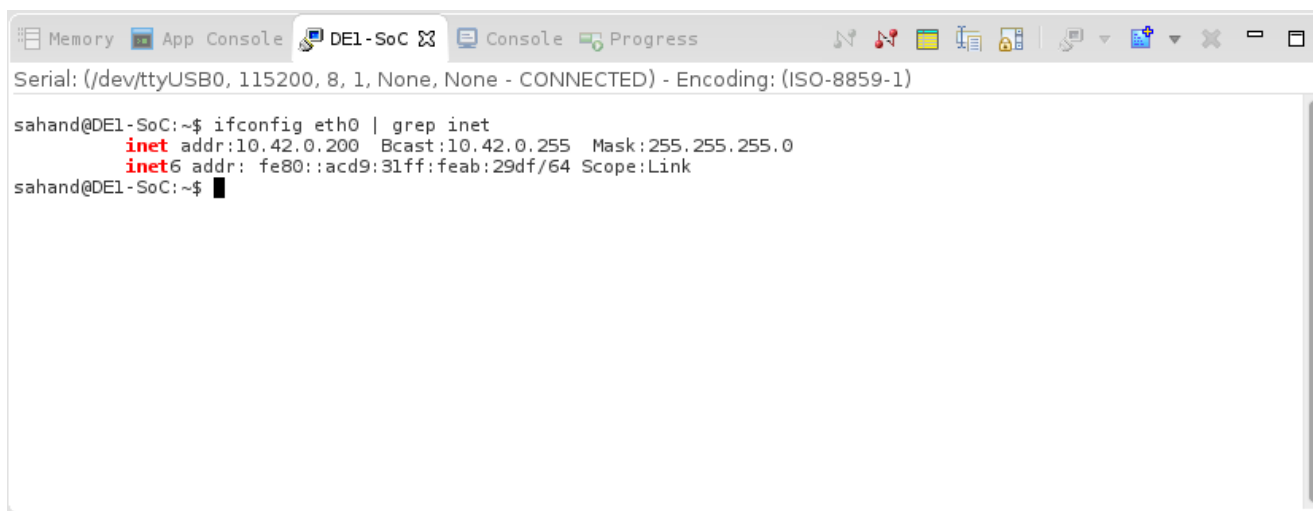 Memory App Console DE1-SoC Console Progress
Serial: (/dev/ttyUSB0, 115200, 8, 1, None, None - CONNECTED) - Encoding: (ISO-8859-1)
sahand@DE1-SoC:~$ ifconfig eth0 | grep inet
inet addr:10.42.0.200  Bcast:10.42.0.255  Mask:255.255.255.0
inet6 addr: fe80::acd9:31ff:feab:29df/64 Scope:Link
sahand@DE1-SoC:~$